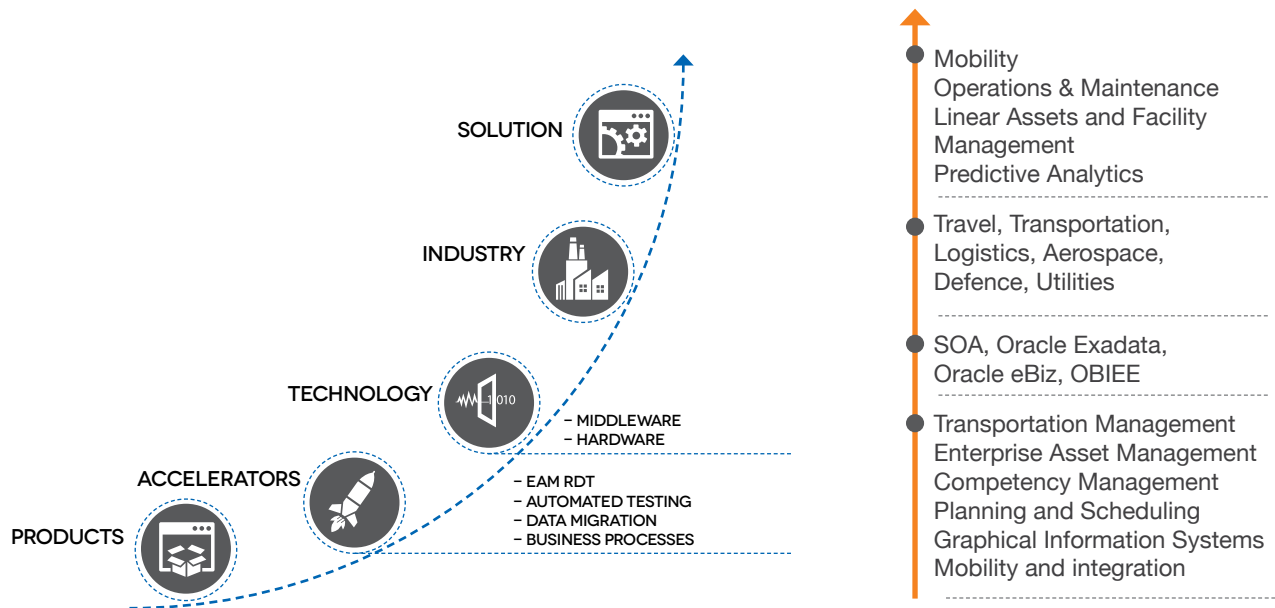 SOLUTION
INDUSTRY
TECHNOLOGY
1010
– MIDDLEWARE
– HARDWARE
ACCELERATORS
– EAM RDT
– AUTOMATED TESTING
– DATA MIGRATION
– BUSINESS PROCESSES
PRODUCTS
Mobility
Operations & Maintenance
Linear Assets and Facility
Management
Predictive Analytics
Travel, Transportation,
Logistics, Aerospace,
Defence, Utilities
SOA, Oracle Exadata,
Oracle eBiz, OBIEE
Transportation Management
Enterprise Asset Management
Competency Management
Planning and Scheduling
Graphical Information Systems
Mobility and integration